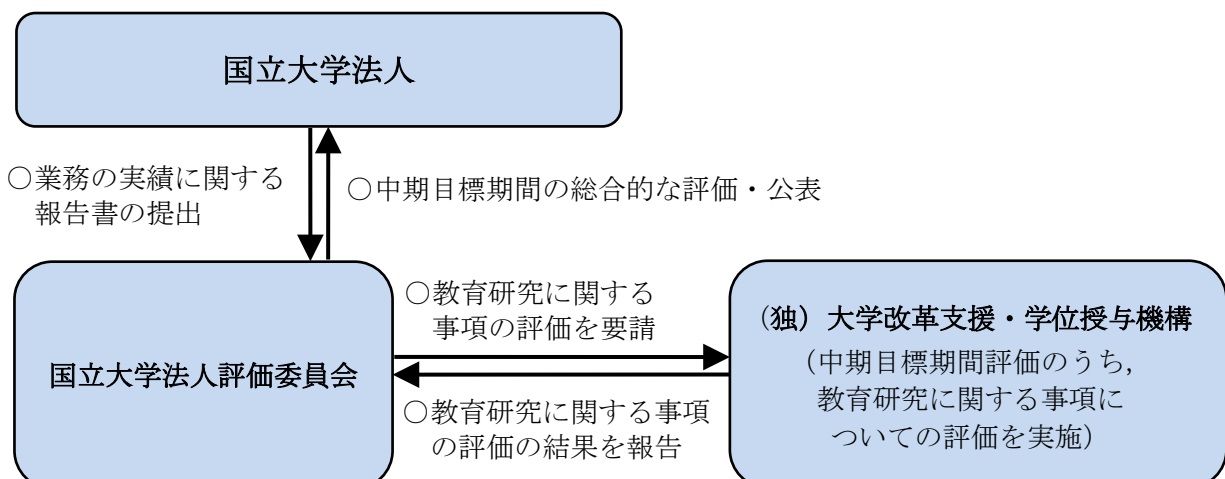 国立大学法人
○業務の実績に関する
報告書の提出
○中期目標期間の総合的な評価・公表
国立大学法人評価委員会
○教育研究に関する
事項の評価を要請
○教育研究に関する事項
の評価の結果を報告
（独）大学改革支援・学位授与機構
（中期目標期間評価のうち，
教育研究に関する事項に
ついての評価を実施）